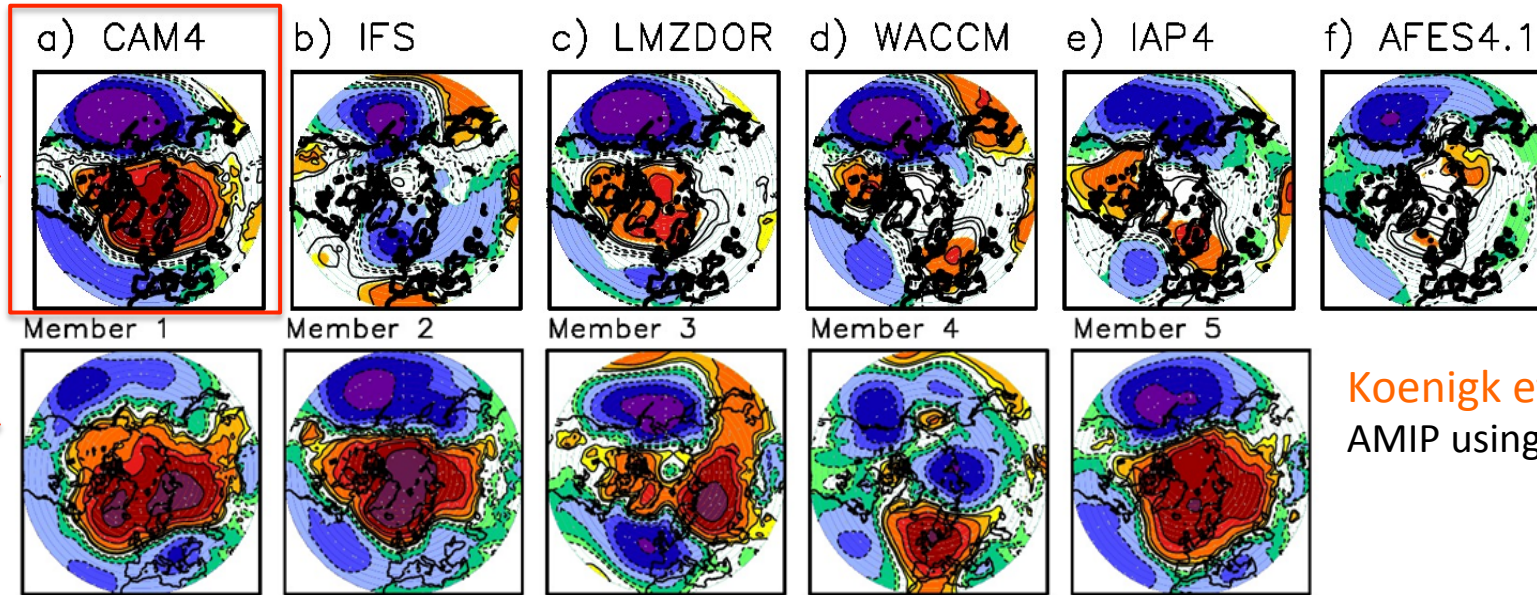 a) CAM4 b) IFS c) LMZDOR d) WACCM e) IAP4 f) AFES4.1
Member 1 Member 2 Member 3 Member 4 Member 5
Koenigk e
AMIP using